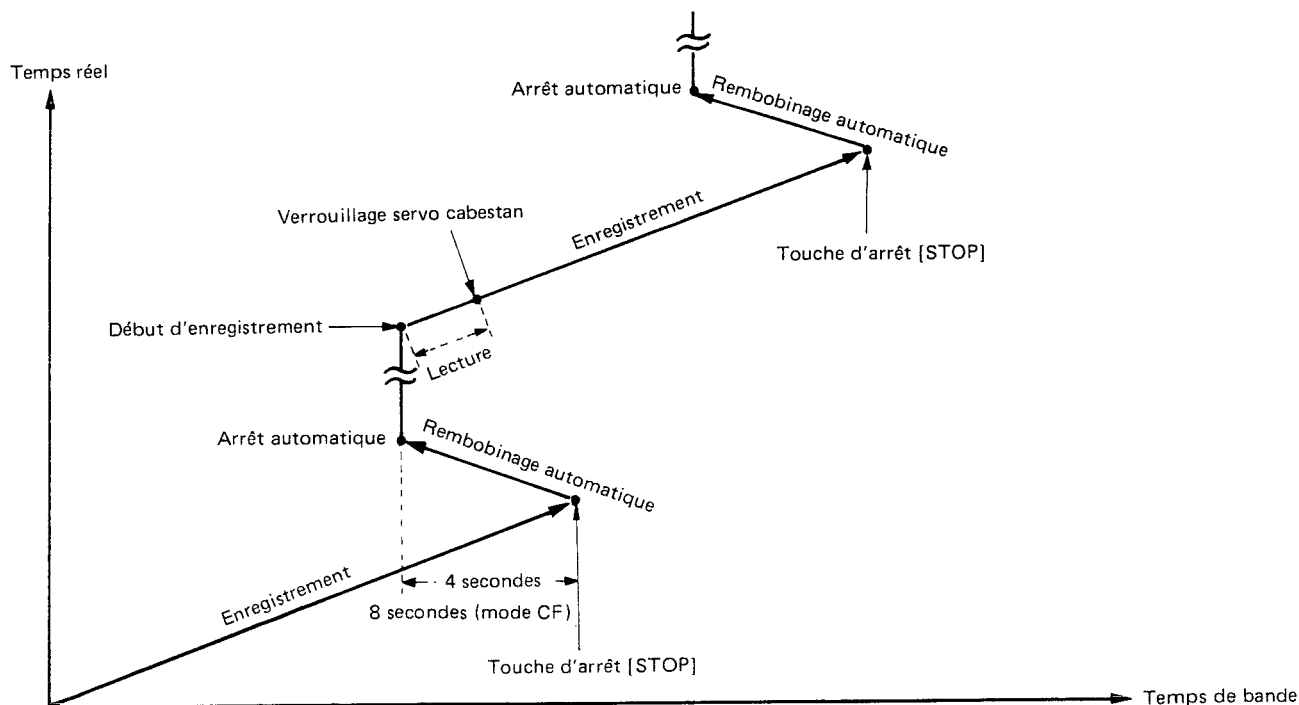 Temps réel
Arrêt automatique
Rembobinage automatique
Verrouillage servo cabestan
Enregistrement
Touche d'arrêt [STOP]
Début d'enregistrement
Lecture
Arrêt automatique
Rembobinage automatique
Enregistrement
4 secondes
8 secondes (mode CF)
Touche d'arrêt [STOP]
Temps de bande